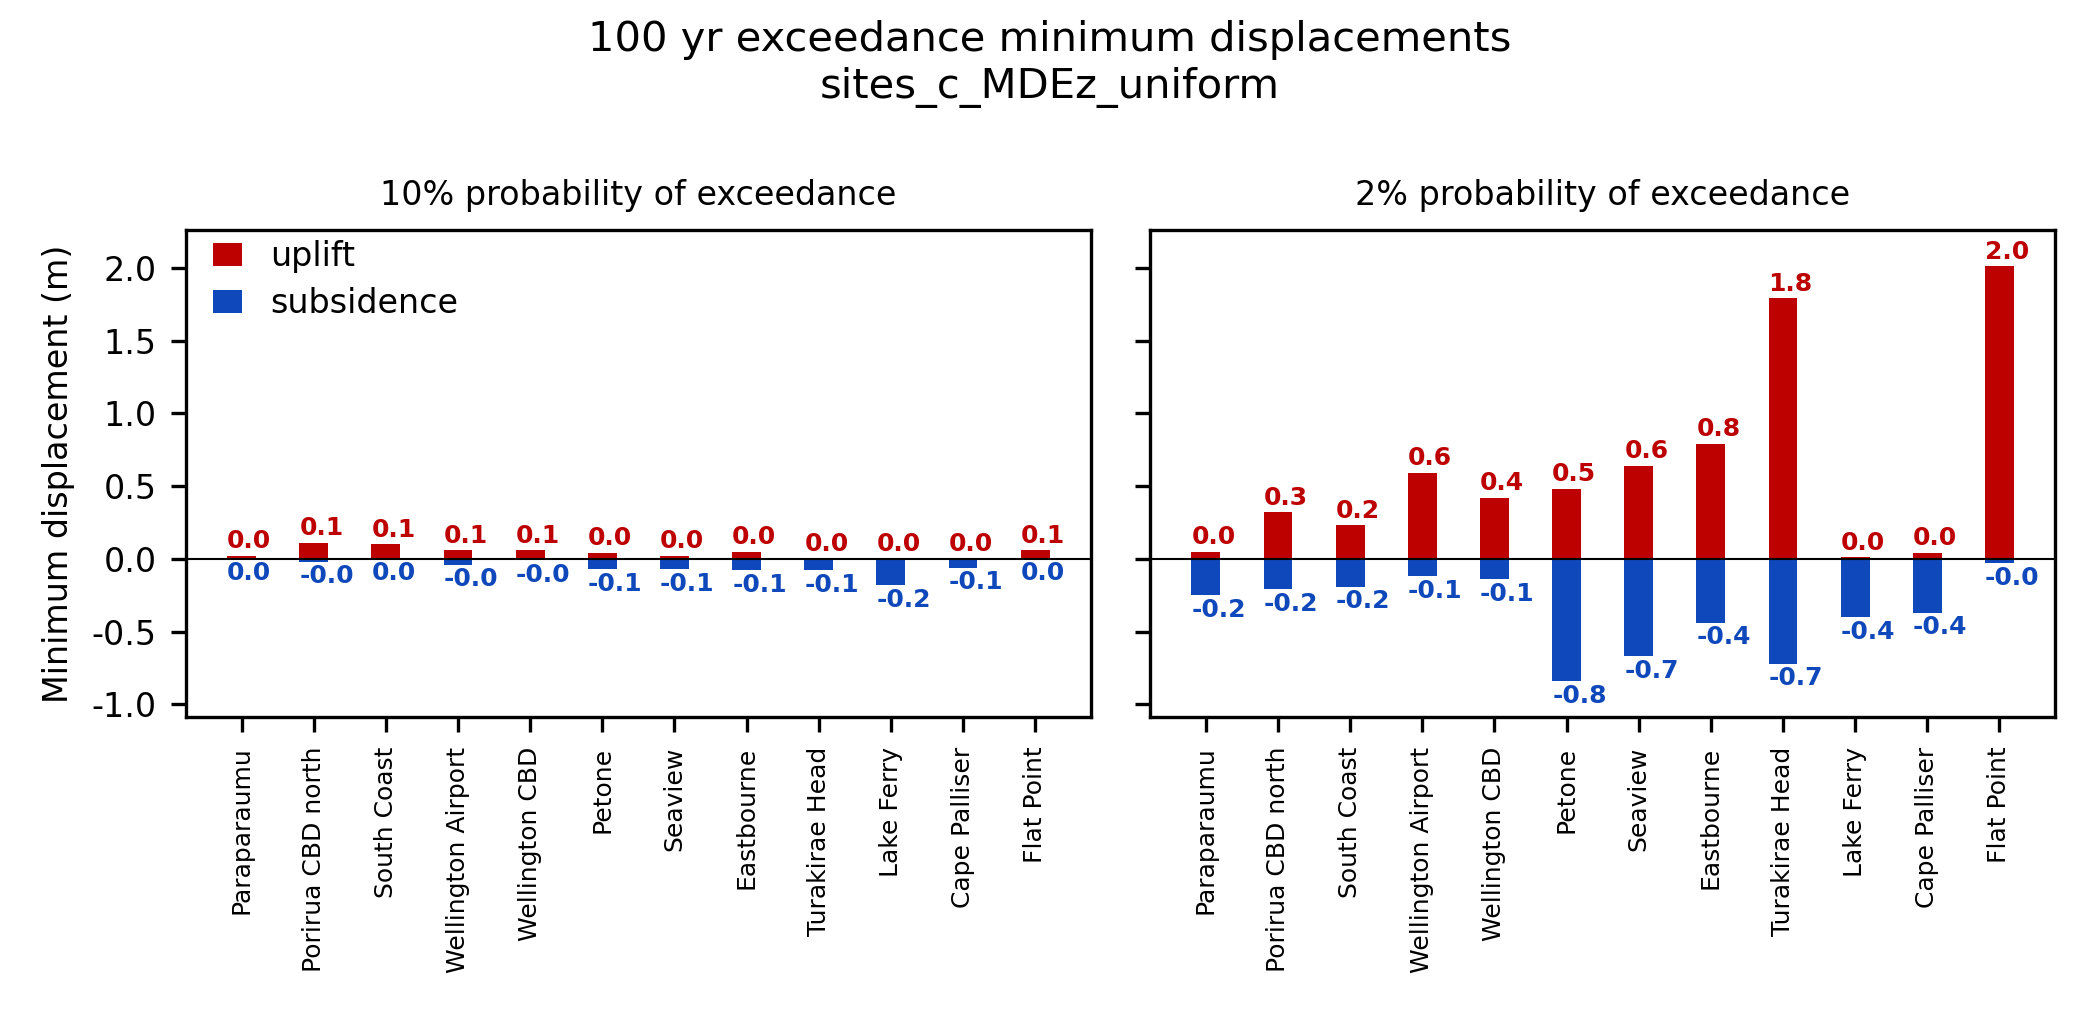 100 yr exceedance minimum displacements
sites_c_MDEz_uniform
10% probability of exceedance
2% probability of exceedance
Minimum displacement (m)
2.0
1.5
1.0
0.5
0.0
-0.5
-1.0
uplift
subsidence
0.0 0.1 0.1 0.1 0.1 0.0 0.0 0.0 0.0 0.0 0.0 0.1
0.0 -0.0 0.0 -0.0 -0.0 -0.1 -0.1 -0.1 -0.1 -0.2 -0.1 0.0
Paraparaumu
Porirua CBD north
South Coast
Wellington Airport
Wellington CBD
Petone
Seaview
Eastbourne
Turakirae Head
Lake Ferry
Cape Palliser
Flat Point
0.0 0.3 0.2 0.6 0.4 0.5 0.6 0.8 1.8 0.0 0.0 2.0
-0.2 -0.2 -0.2 -0.1 -0.1 -0.8 -0.7 -0.4 -0.7 -0.4 -0.4 -0.0
Paraparaumu
Porirua CBD north
South Coast
Wellington Airport
Wellington CBD
Petone
Seaview
Eastbourne
Turakirae Head
Lake Ferry
Cape Palliser
Flat Point